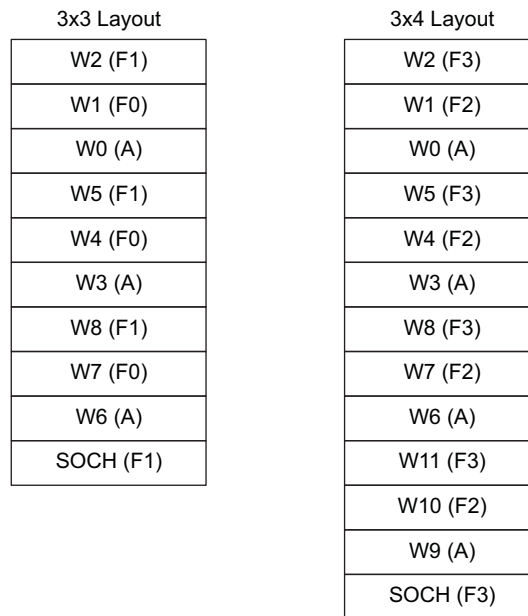 3x3 Layout
W2 (F1)
W1 (F0)
W0 (A)
W5 (F1)
W4 (F0)
W3 (A)
W8 (F1)
W7 (F0)
W6 (A)
SOCH (F1)
3x4 Layout
W2 (F3)
W1 (F2)
W0 (A)
W5 (F3)
W4 (F2)
W3 (A)
W8 (F3)
W7 (F2)
W6 (A)
W11 (F3)
W10 (F2)
W9 (A)
SOCH (F3)